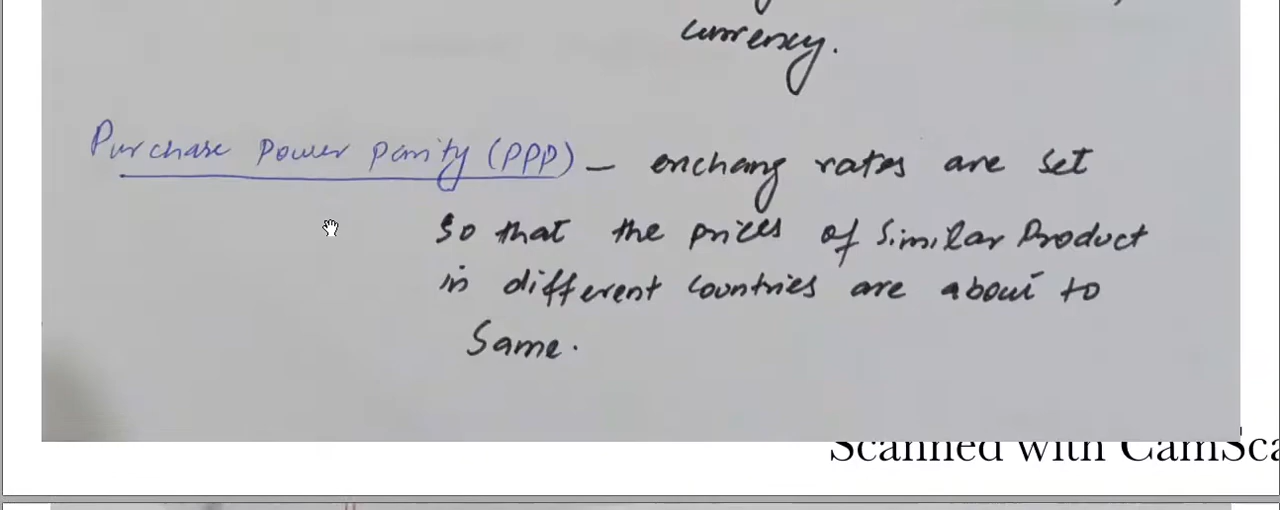 currency.
Purchase Power parity (PPP) – enchang rates are set
so that the prices of Similar Product
in different countries are about to
Same.
Scanned with CamSca